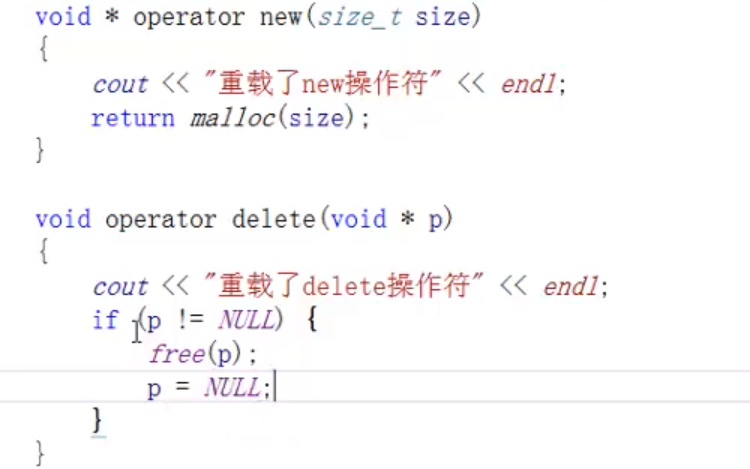 void * operator new(size_t size)
{
cout << "重载了new操作符" << endl;
return malloc(size);
}
void operator delete(void * p)
{
cout << "重载了delete操作符" << endl;
if (p != NULL) {
free(p);
p = NULL;
}
}